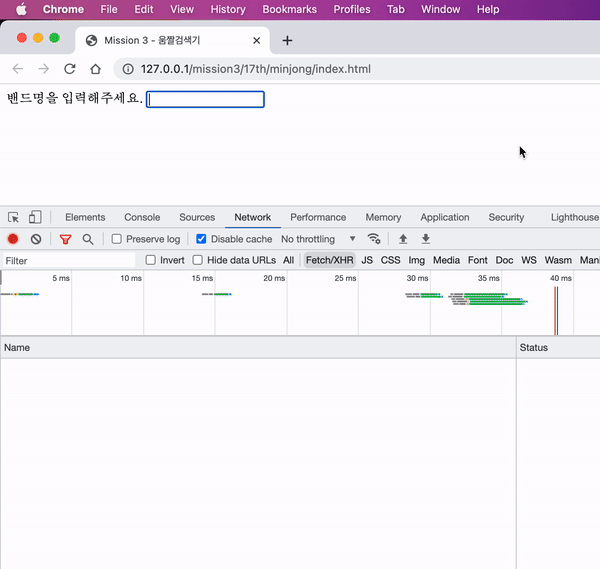 Chrome File Edit View History Bookmarks Profiles Tab Window Help
Mission 3 - 움짤검색기
127.0.0.1/mission3/17th/minjong/index.html
밴드명을 입력해주세요.
Elements Console Sources Network Performance Memory Application Security Lighthouse
Preserve log Disable cache No throttling
Filter Invert Hide data URLs All Fetch/XHR JS CSS Img Media Font Doc WS Wasm Mani
5 ms 10 ms 15 ms 20 ms 25 ms 30 ms 35 ms 40 ms
Name Status